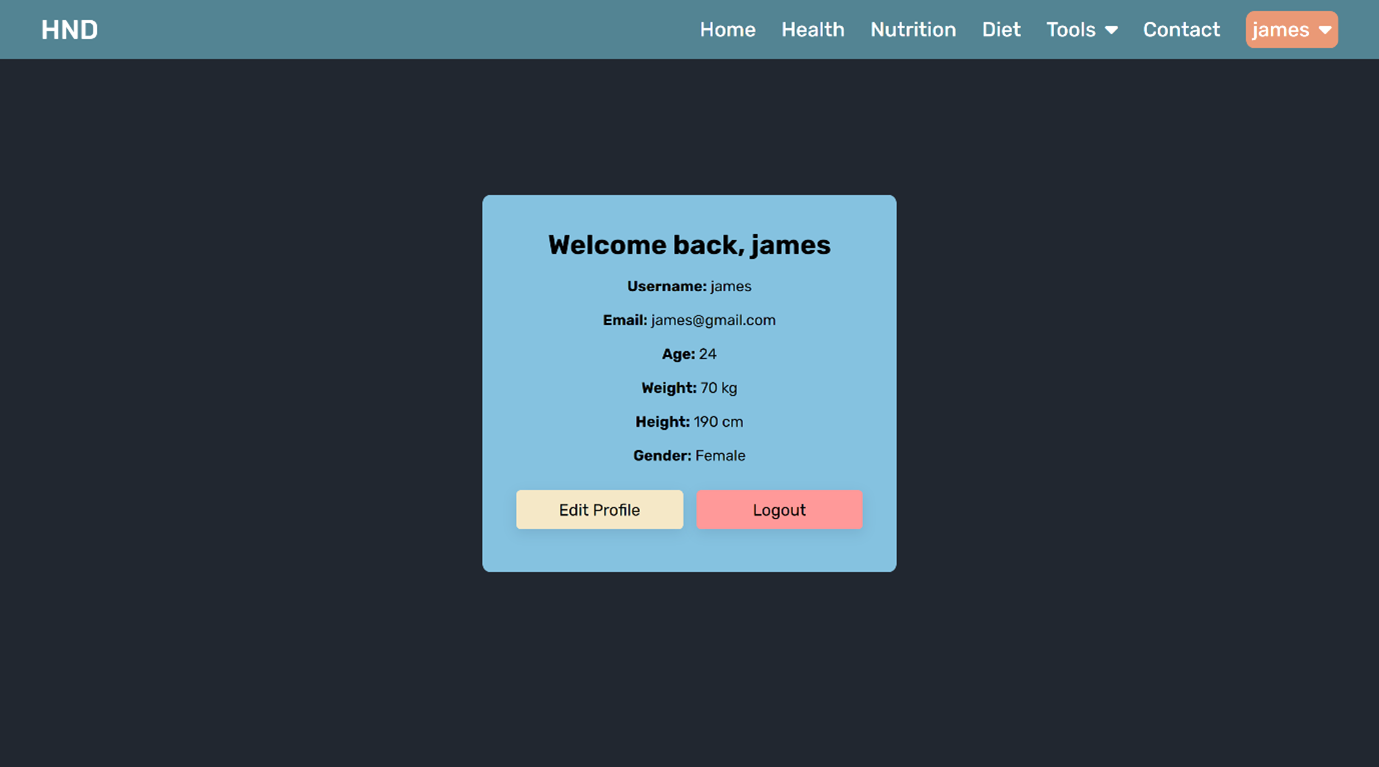 HND Home Health Nutrition Diet Tools Contact james
Welcome back, james
Username: james
Email: james@gmail.com
Age: 24
Weight: 70 kg
Height: 190 cm
Gender: Female
Edit Profile Logout